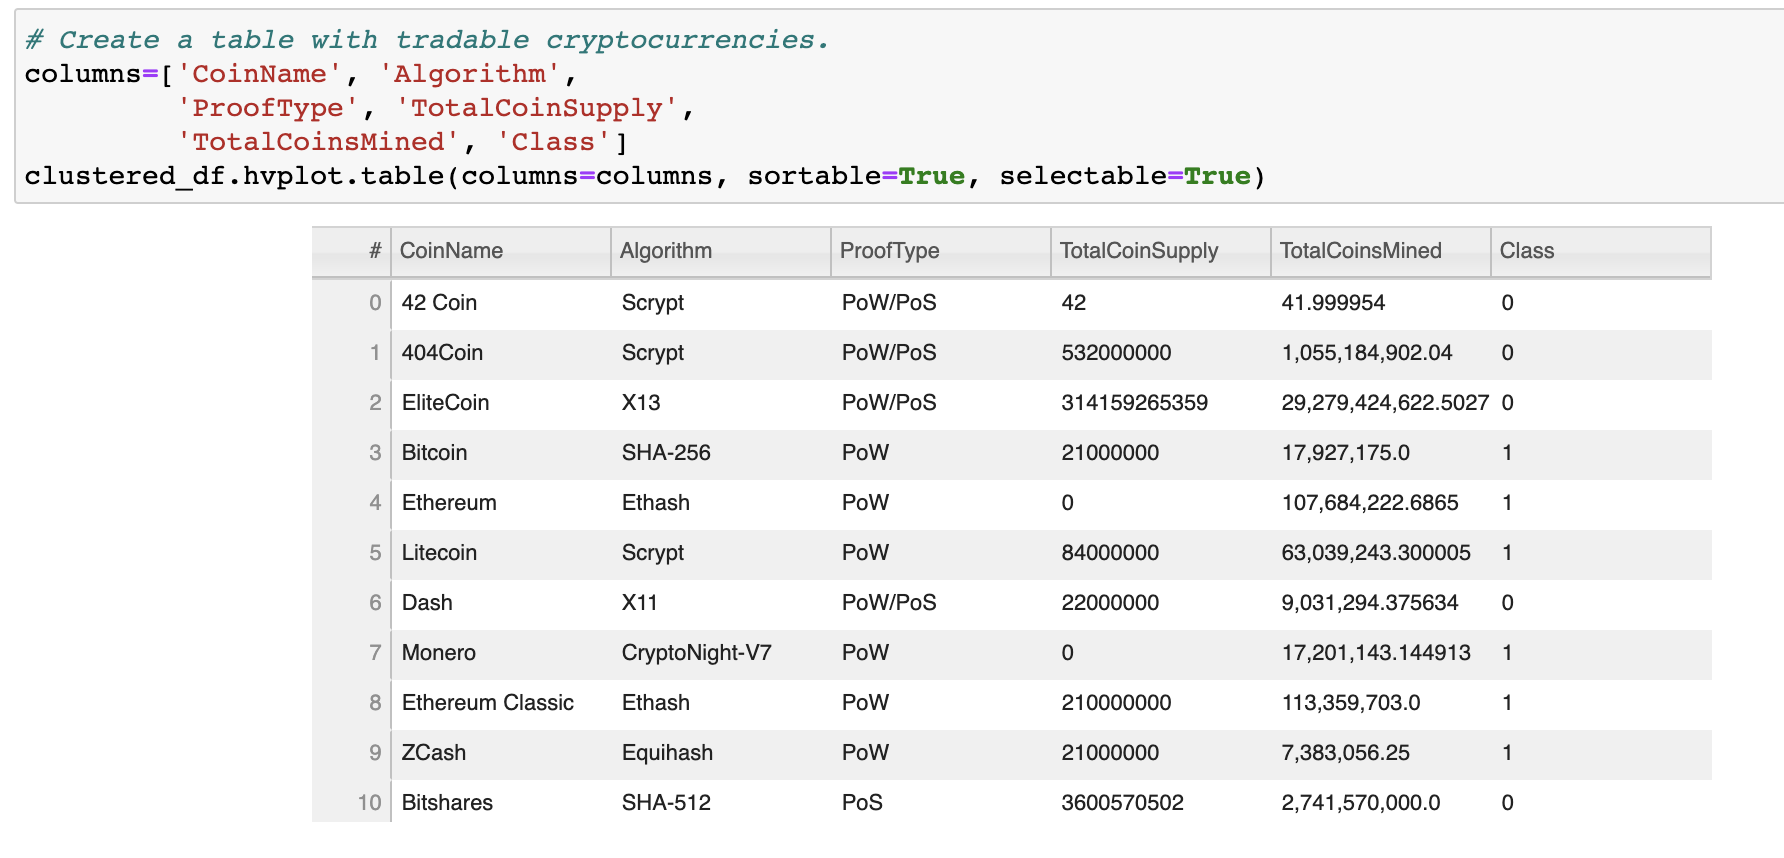 # Create a table with tradable cryptocurrencies.
columns=['CoinName', 'Algorithm',
'ProofType', 'TotalCoinSupply',
'TotalCoinsMined', 'Class']
clustered_df.hvplot.table(columns=columns, sortable=True, selectable=True)
# CoinName Algorithm ProofType TotalCoinSupply TotalCoinsMined Class
0 42 Coin Scrypt PoW/PoS 42 41.999954 0
1 404Coin Scrypt PoW/PoS 532000000 1,055,184,902.04 0
2 EliteCoin X13 PoW/PoS 314159265359 29,279,424,622.5027 0
3 Bitcoin SHA-256 PoW 21000000 17,927,175.0 1
4 Ethereum Ethash PoW 0 107,684,222.6865 1
5 Litecoin Scrypt PoW 84000000 63,039,243.300005 1
6 Dash X11 PoW/PoS 22000000 9,031,294.375634 0
7 Monero CryptoNight-V7 PoW 0 17,201,143.144913 1
8 Ethereum Classic Ethash PoW 210000000 113,359,703.0 1
9 ZCash Equihash PoW 21000000 7,383,056.25 1
10 Bitshares SHA-512 PoS 3600570502 2,741,570,000.0 0